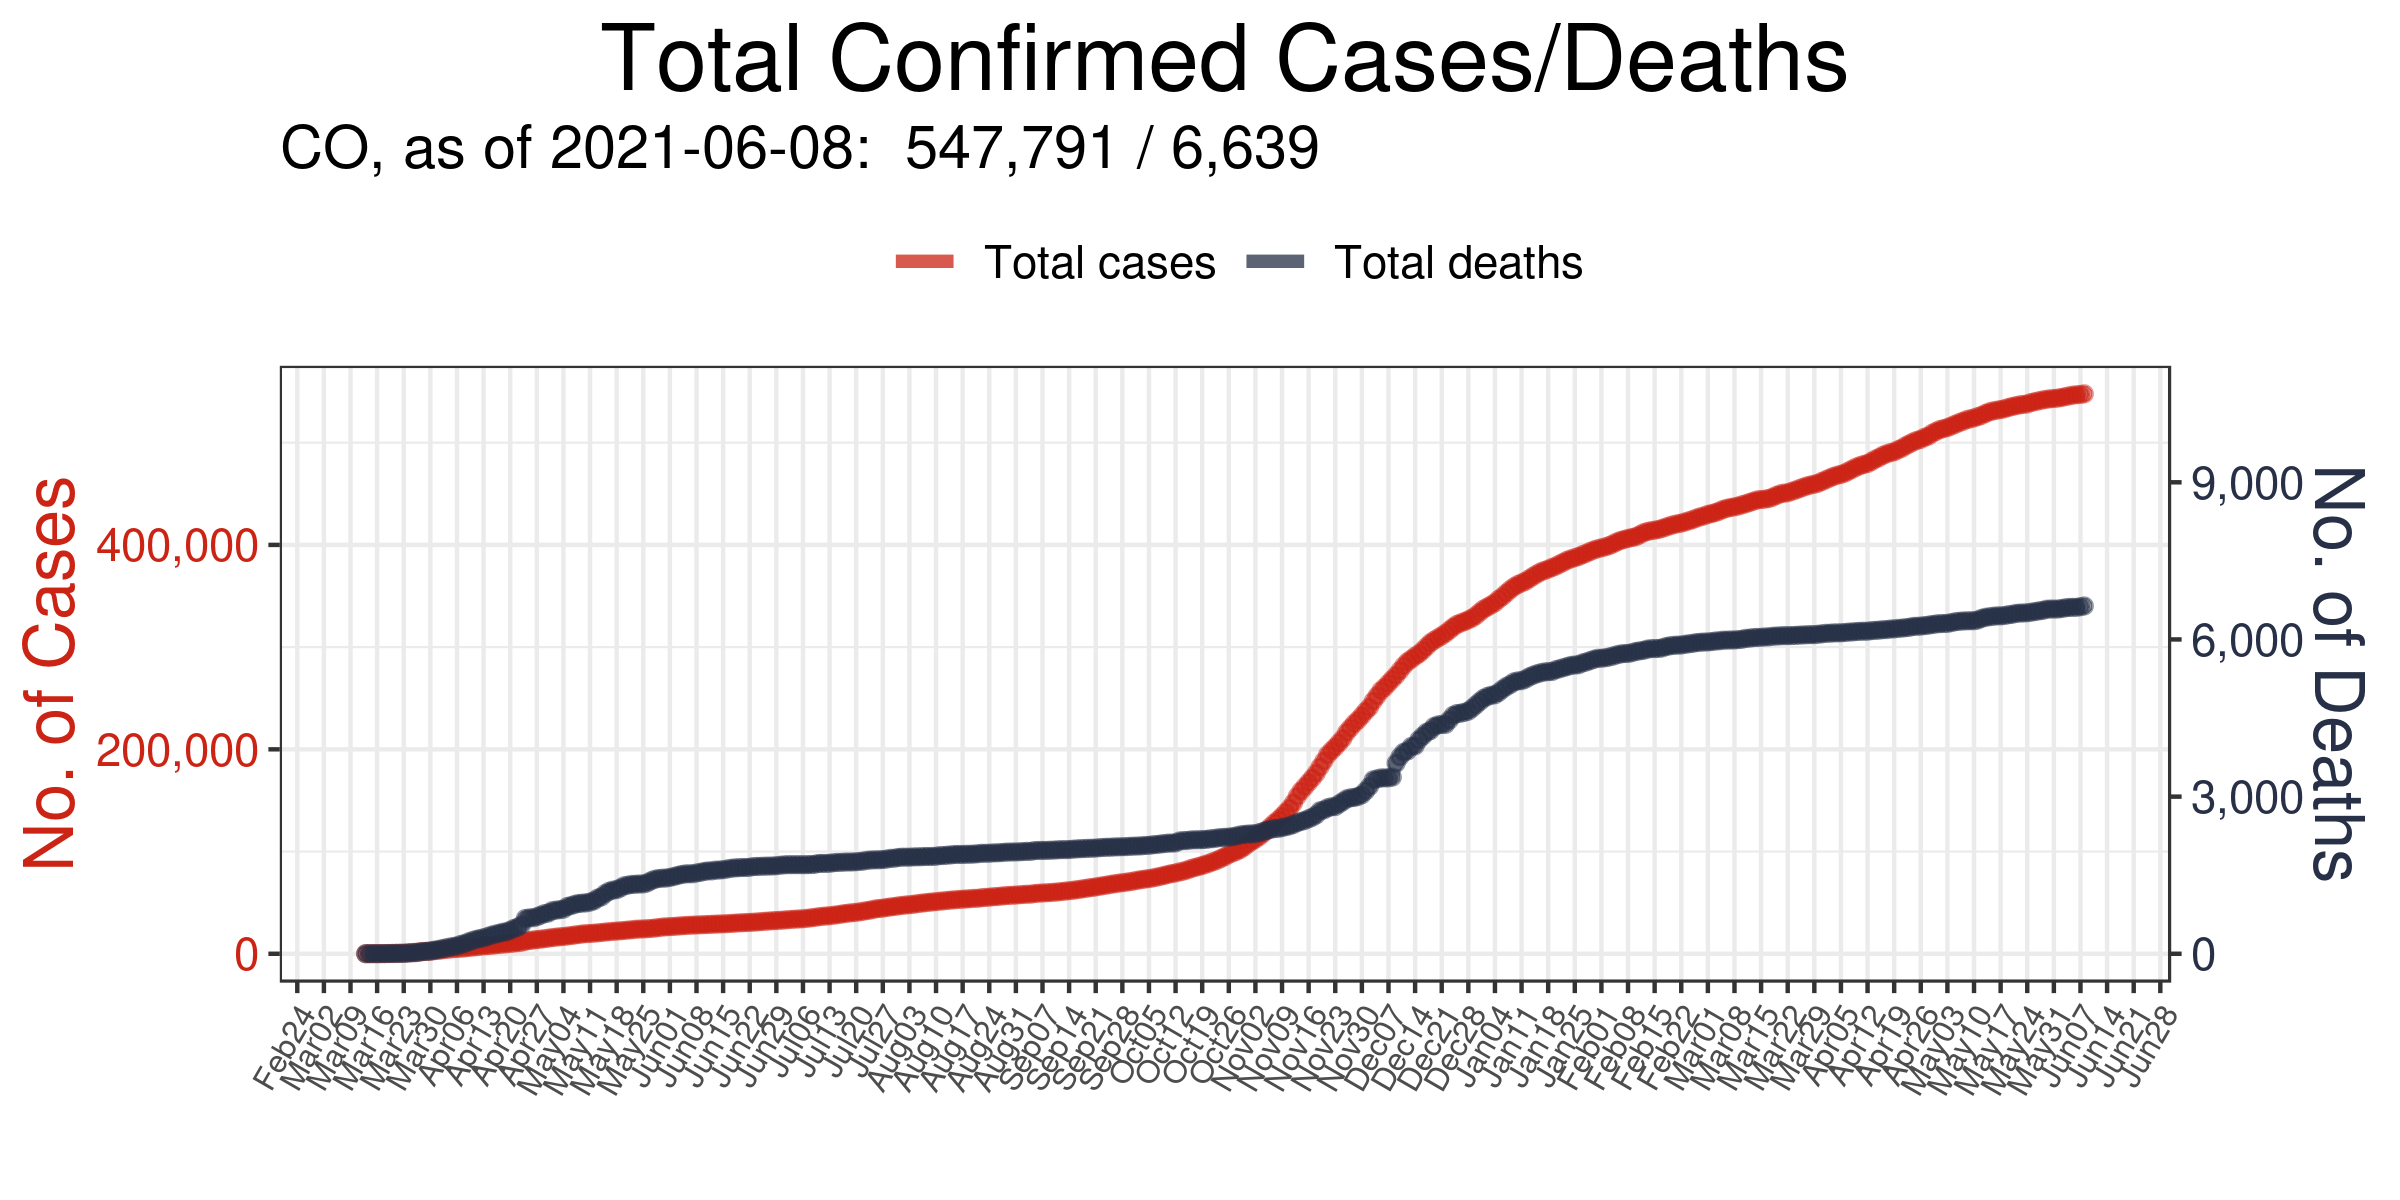 Total Confirmed Cases/Deaths
CO, as of 2021-06-08:  547,791 / 6,639
Total cases
Total deaths
No. of Cases
400,000
200,000
0
9,000
6,000
3,000
0
No. of Deaths
Feb24
Mar02
Mar09
Mar16
Mar23
Mar30
Apr06
Apr13
Apr20
Apr27
May04
May11
May18
May25
Jun01
Jun08
Jun15
Jun22
Jun29
Jul06
Jul13
Jul20
Jul27
Aug03
Aug10
Aug17
Aug24
Aug31
Sep07
Sep14
Sep21
Sep28
Oct05
Oct12
Oct19
Oct26
Nov02
Nov09
Nov16
Nov23
Nov30
Dec07
Dec14
Dec21
Dec28
Jan04
Jan11
Jan18
Jan25
Feb01
Feb08
Feb15
Feb22
Mar01
Mar08
Mar15
Mar22
Mar29
Apr05
Apr12
Apr19
Apr26
May03
May10
May17
May24
May31
Jun07
Jun14
Jun21
Jun28